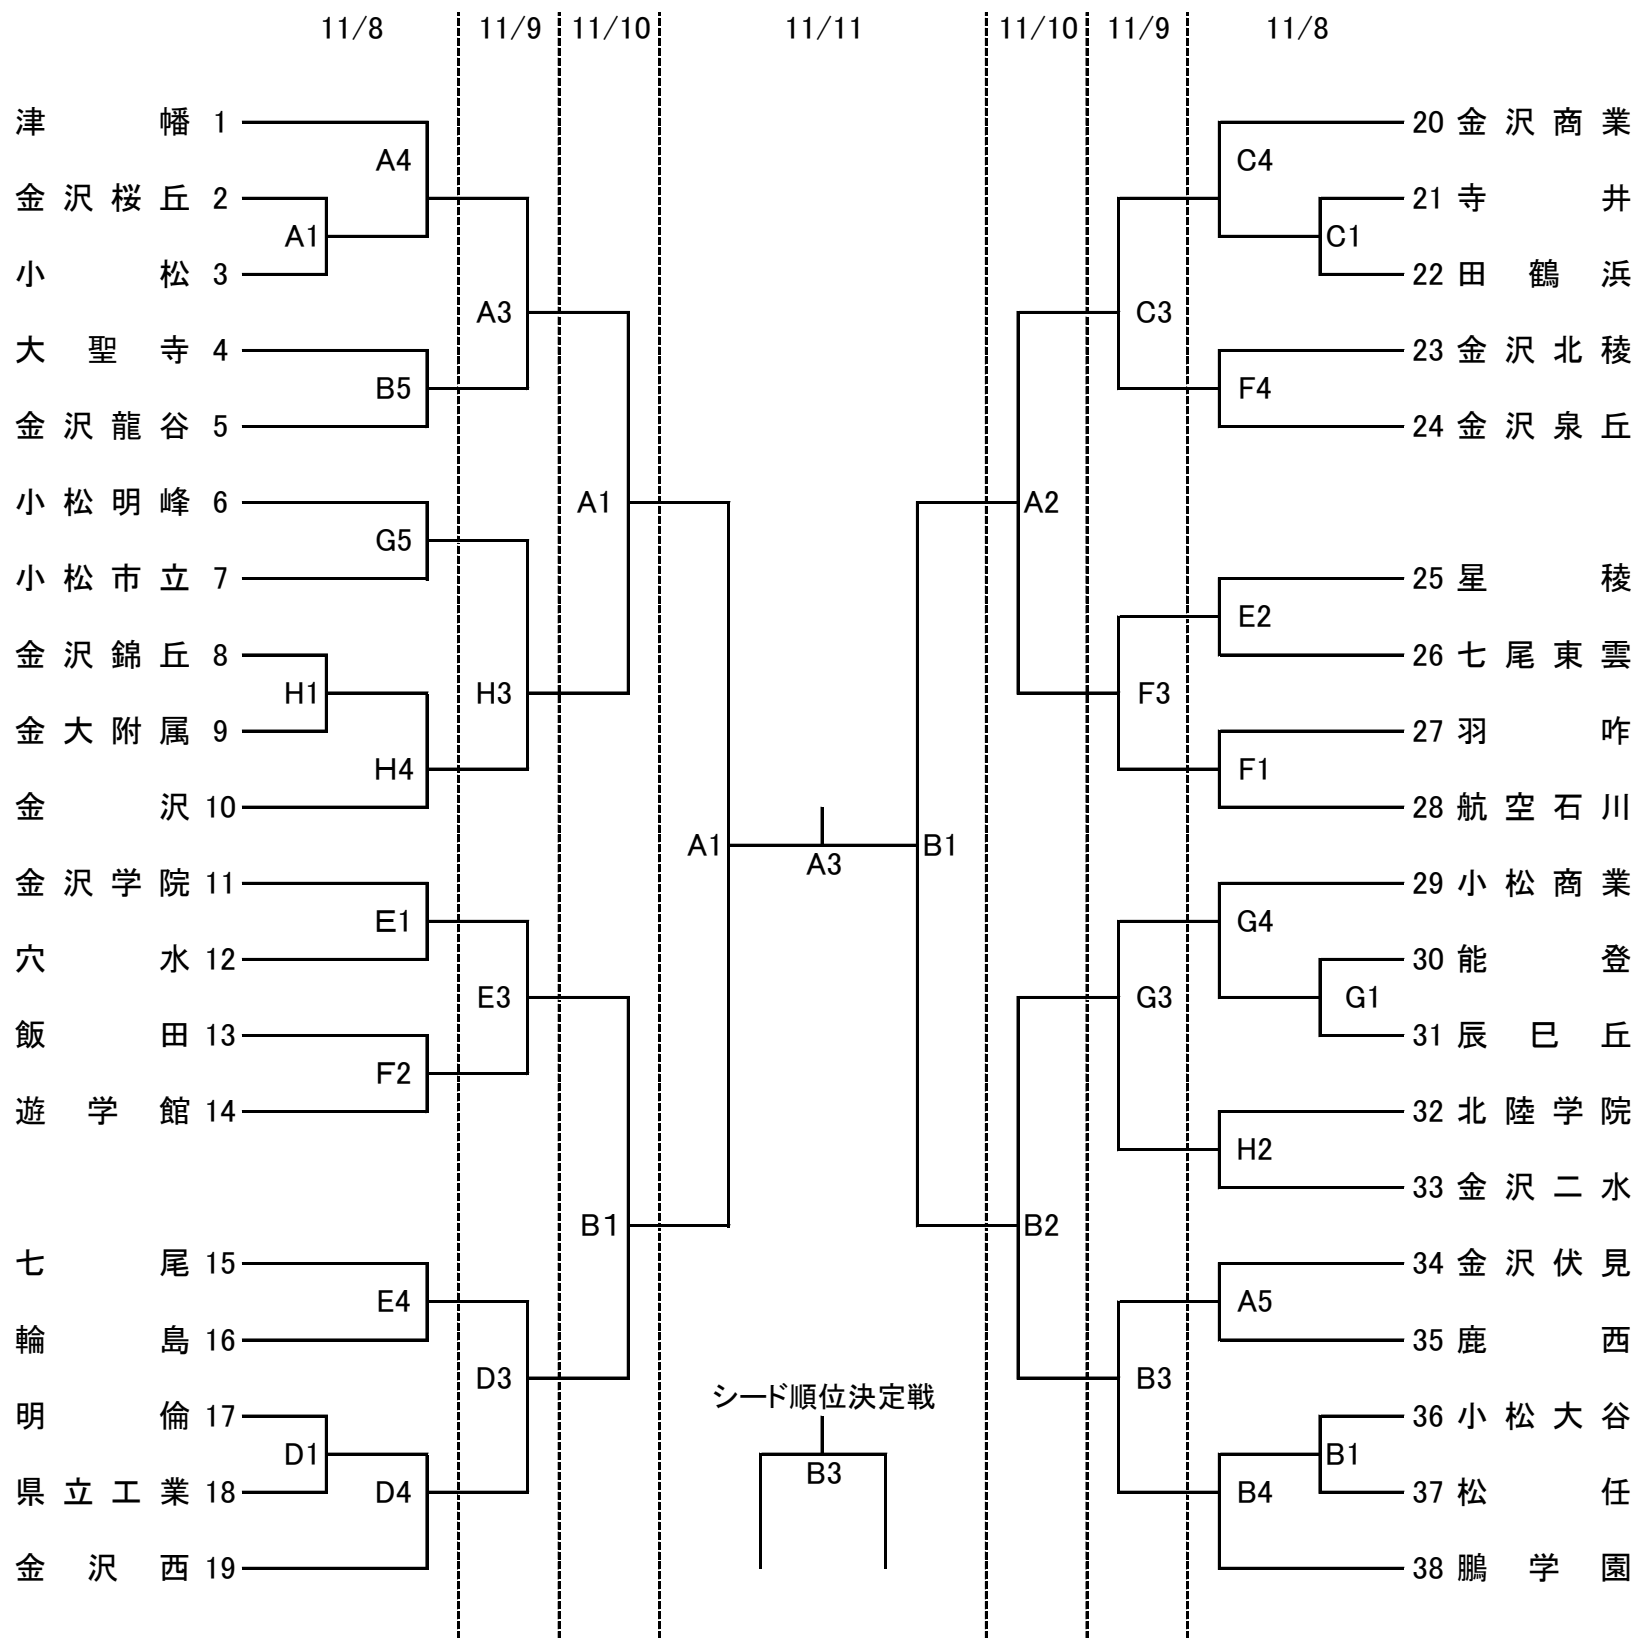 11/8 11/9 11/10 11/11 11/10 11/9 11/8
津幡 1
A4
金沢桜丘 2
A1
小松 3
A3
大聖寺 4
B5
金沢龍谷 5
A1
小松明峰 6
G5
小松市立 7
金沢錦丘 8
H1
H3
金大附属 9
H4
金沢 10
A1
金沢学院 11
E1
穴水 12
E3
飯田 13
F2
遊学館 14
B1
七尾 15
E4
輪島 16
D3
明倫 17
D1
県立工業 18
D4
金沢西 19
A3
シード順位決定戦
B3
20 金沢商業
C4
21 寺井
C1
22 田鶴浜
C3
23 金沢北稜
F4
24 金沢泉丘
A2
25 星稜
E2
26 七尾東雲
F3
27 羽咋
F1
28 航空石川
B1
29 小松商業
G4
30 能登
G3
G1
31 辰巳丘
32 北陸学院
H2
33 金沢二水
B2
34 金沢伏見
A5
35 鹿西
B3
36 小松大谷
B1
37 松任
B4
38 鵬学園